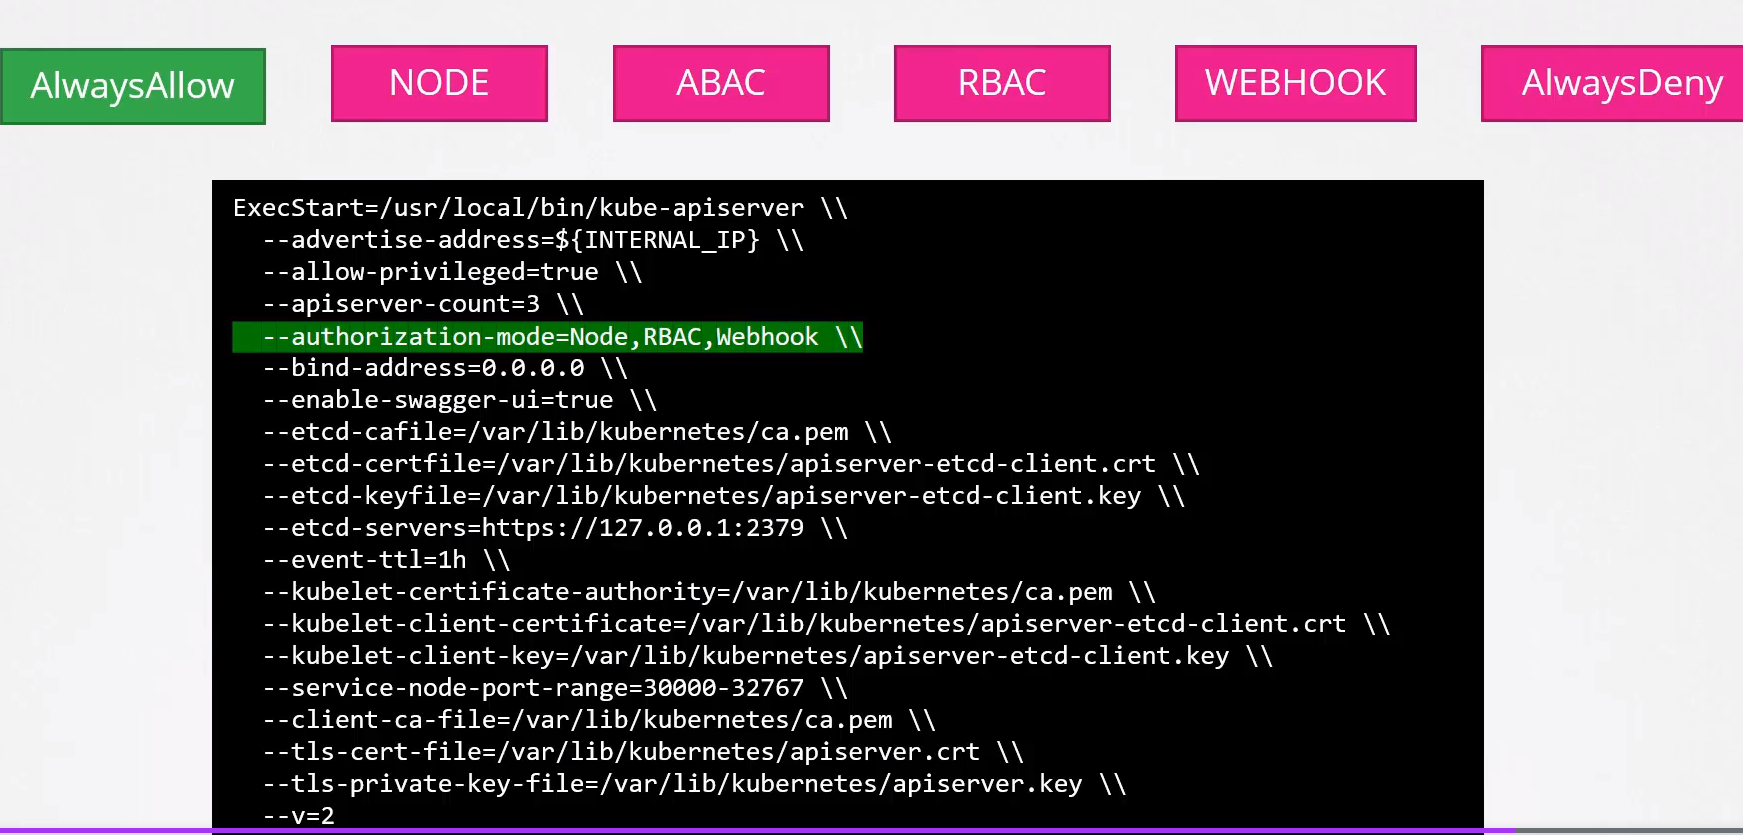 AlwaysAllow
NODE
ABAC
RBAC
WEBHOOK
AlwaysDeny
ExecStart=/usr/local/bin/kube-apiserver \\
--advertise-address=${INTERNAL_IP} \\
--allow-privileged=true \\
--apiserver-count=3 \\
--authorization-mode=Node,RBAC,Webhook \\
--bind-address=0.0.0.0 \\
--enable-swagger-ui=true \\
--etcd-cafile=/var/lib/kubernetes/ca.pem \\
--etcd-certfile=/var/lib/kubernetes/apiserver-etcd-client.crt \\
--etcd-keyfile=/var/lib/kubernetes/apiserver-etcd-client.key \\
--etcd-servers=https://127.0.0.1:2379 \\
--event-ttl=1h \\
--kubelet-certificate-authority=/var/lib/kubernetes/ca.pem \\
--kubelet-client-certificate=/var/lib/kubernetes/apiserver-etcd-client.crt \\
--kubelet-client-key=/var/lib/kubernetes/apiserver-etcd-client.key \\
--service-node-port-range=30000-32767 \\
--client-ca-file=/var/lib/kubernetes/ca.pem \\
--tls-cert-file=/var/lib/kubernetes/apiserver.crt \\
--tls-private-key-file=/var/lib/kubernetes/apiserver.key \\
--v=2